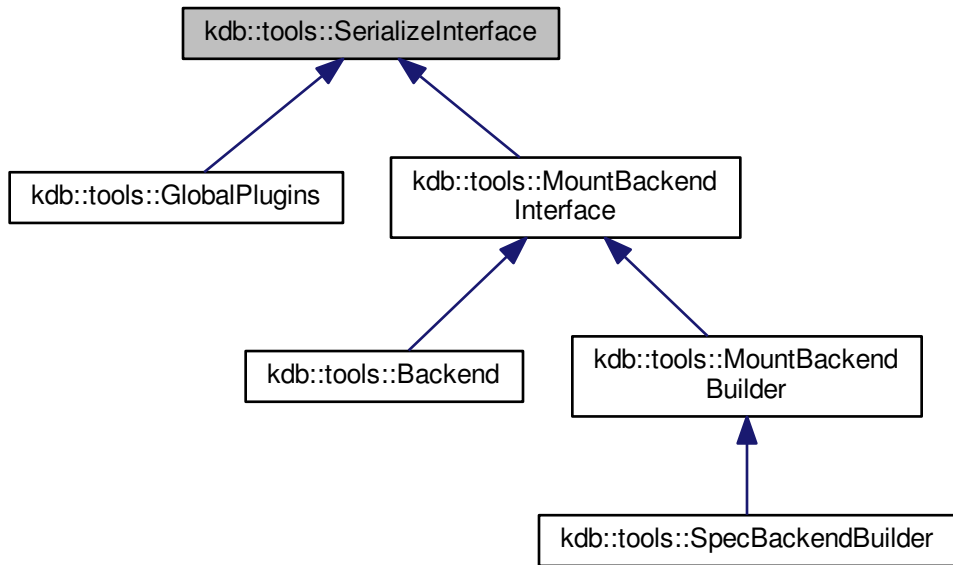 kdb::tools::SerializeInterface
kdb::tools::GlobalPlugins
kdb::tools::MountBackend
Interface
kdb::tools::Backend
kdb::tools::MountBackend
Builder
kdb::tools::SpecBackendBuilder